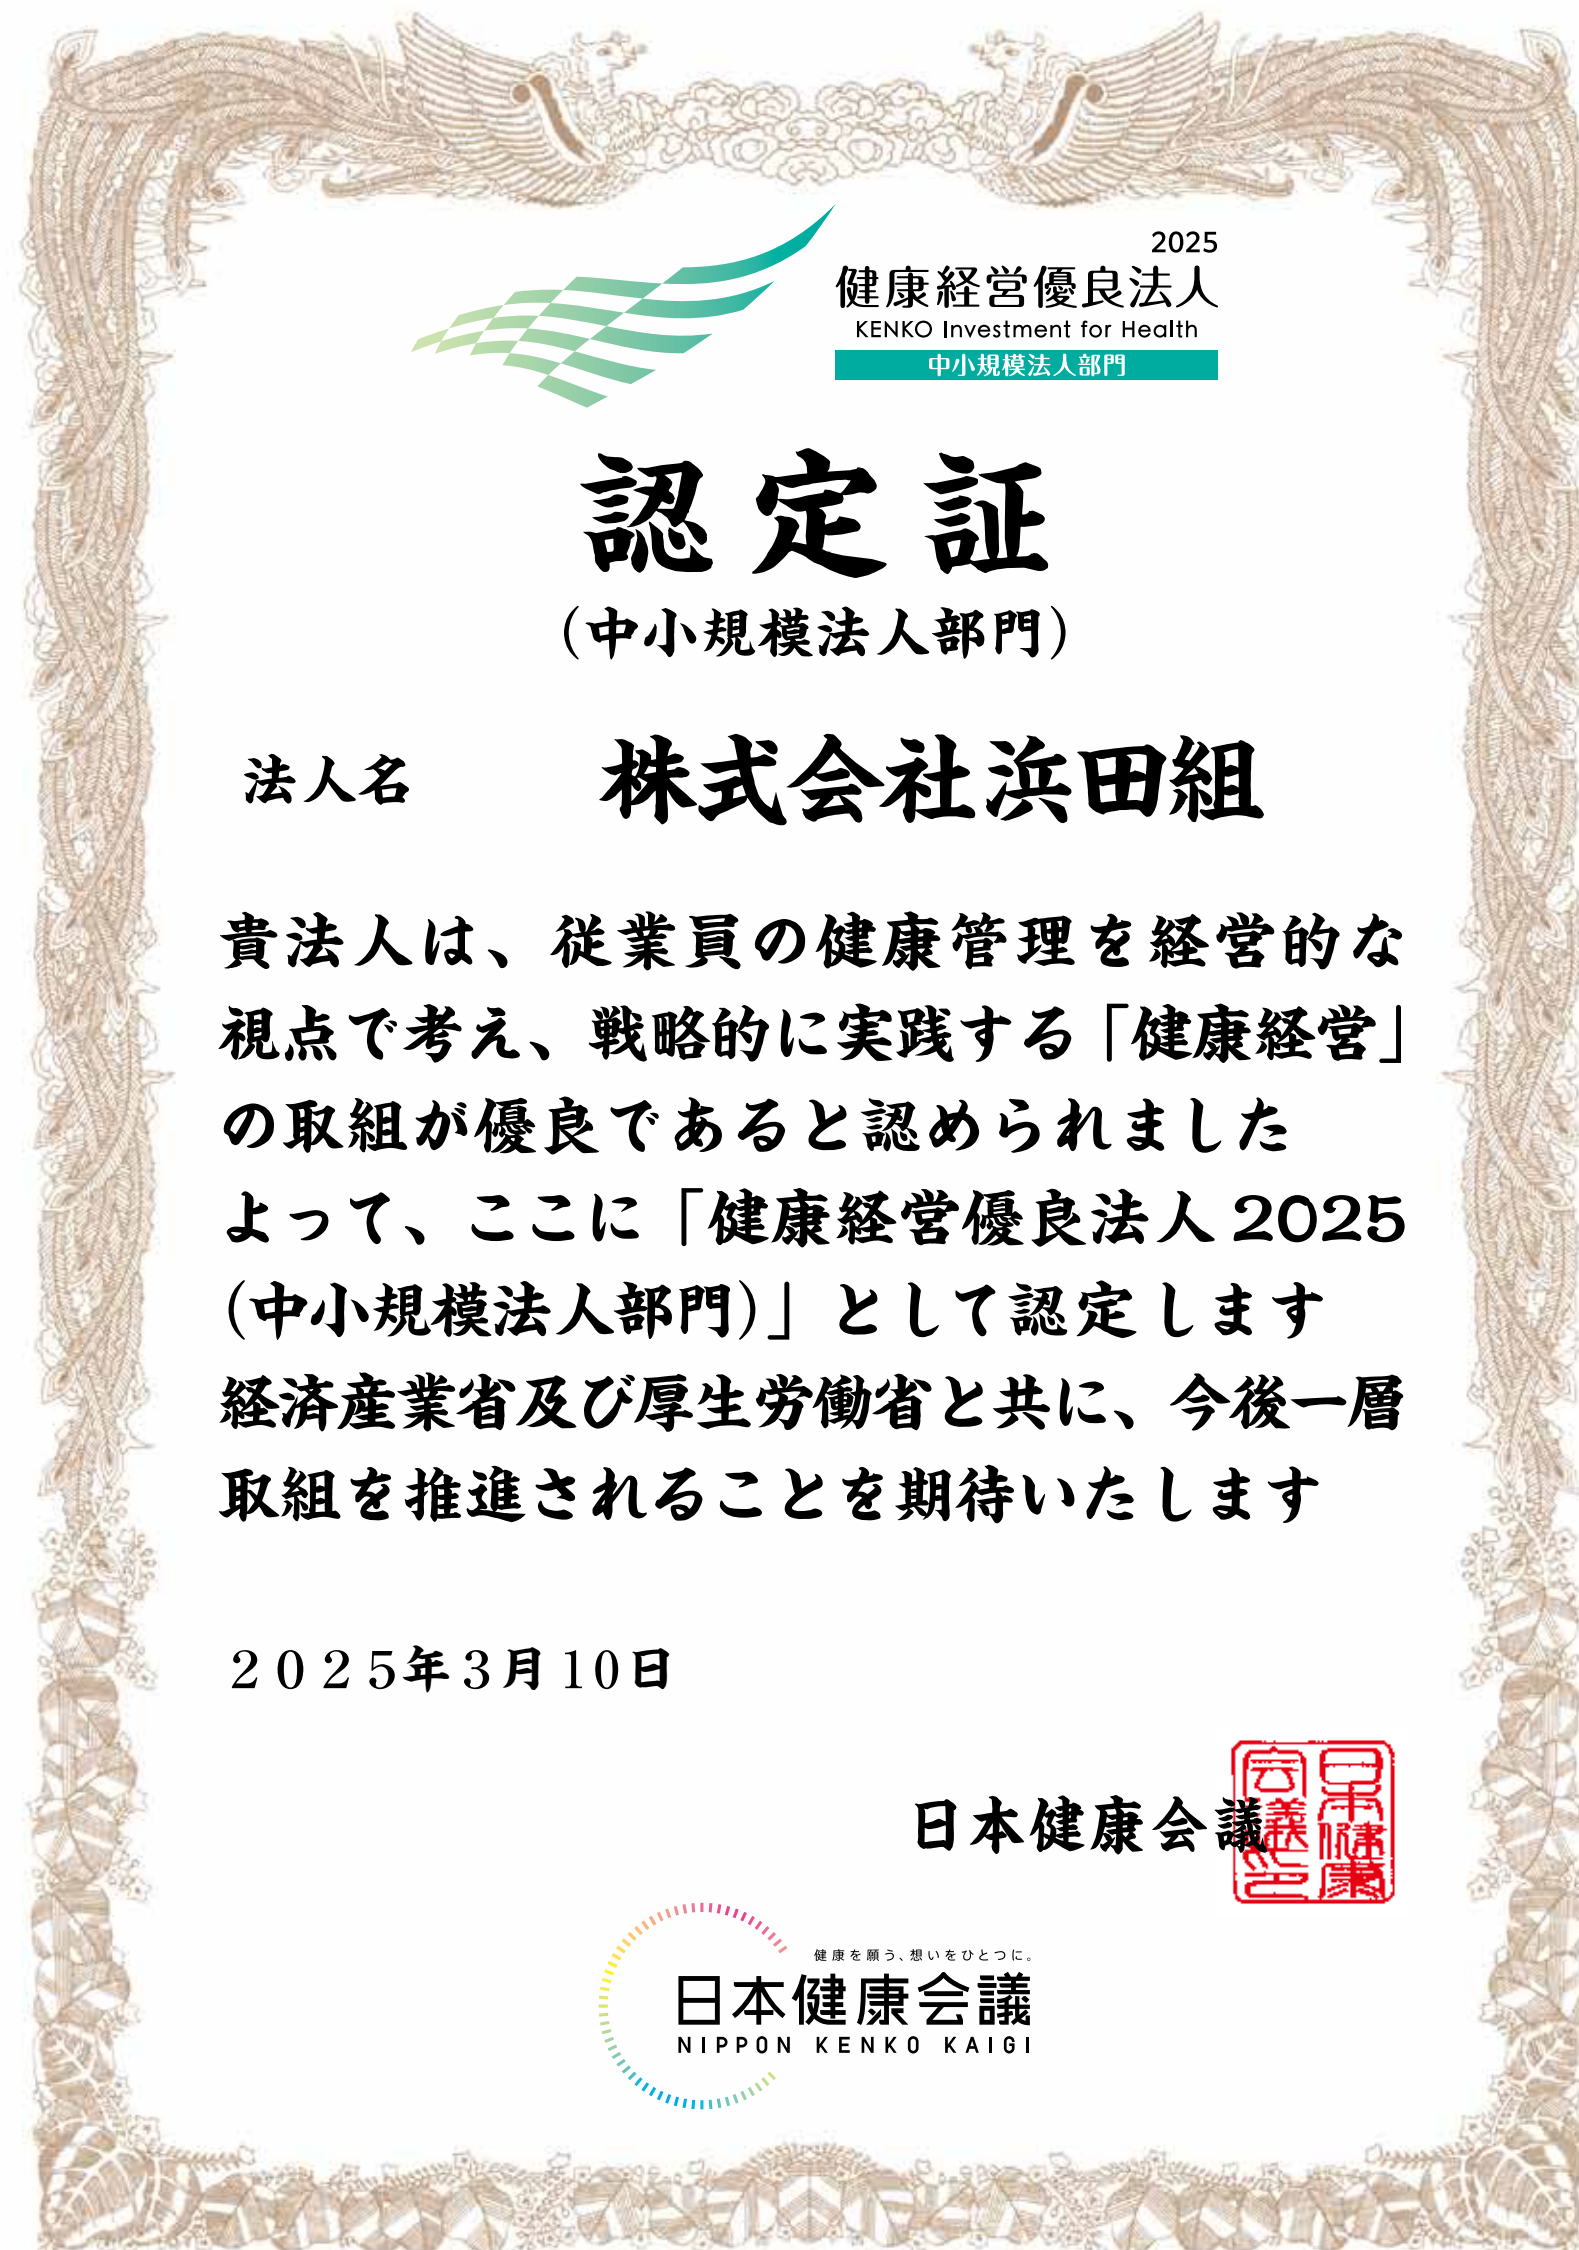 2025
健康経営優良法人
KENKO Investment for Health
中小規模法人部門
認定証
（中小規模法人部門）
法人名 株式会社浜田組
貴法人は、従業員の健康管理を経営的な
視点で考え、戦略的に実践する「健康経営」
の取組が優良であると認められました
よって、ここに「健康経営優良法人2025
（中小規模法人部門）」として認定します
経済産業省及び厚生労働省と共に、今後一層
取組を推進されることを期待いたします
２０２５年３月10日
日本健康会議
日本健康
会議之印
健康を願う、想いをひとつに。
日本健康会議
NIPPON KENKO KAIGI